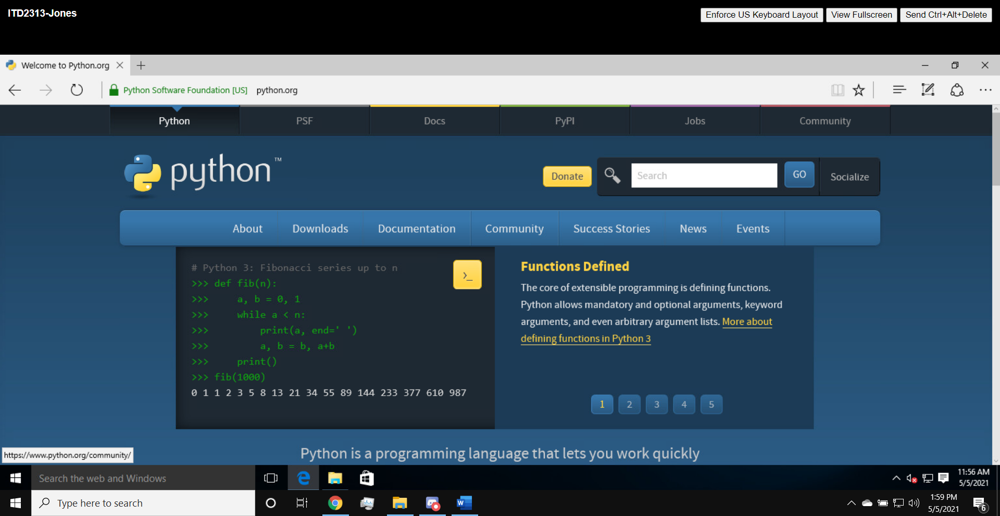 ITD2313-Jones
Enforce US Keyboard Layout
View Fullscreen
Send Ctrl+Alt+Delete
Welcome to Python.org
Python Software Foundation [US] python.org
Python
PSF
Docs
PyPI
Jobs
Community
python™
Donate
Search
GO
Socialize
About
Downloads
Documentation
Community
Success Stories
News
Events
# Python 3: Fibonacci series up to n
>>> def fib(n):
>>>     a, b = 0, 1
>>>     while a < n:
>>>         print(a, end=' ')
>>>         a, b = b, a+b
>>>     print()
>>> fib(1000)
0 1 1 2 3 5 8 13 21 34 55 89 144 233 377 610 987
>_
Functions Defined
The core of extensible programming is defining functions.
Python allows mandatory and optional arguments, keyword
arguments, and even arbitrary argument lists. More about
defining functions in Python 3
1 2 3 4 5
Python is a programming language that lets you work quickly
https://www.python.org/community/
Search the web and Windows
11:56 AM
5/5/2021
Type here to search
W
1:59 PM
5/5/2021
6